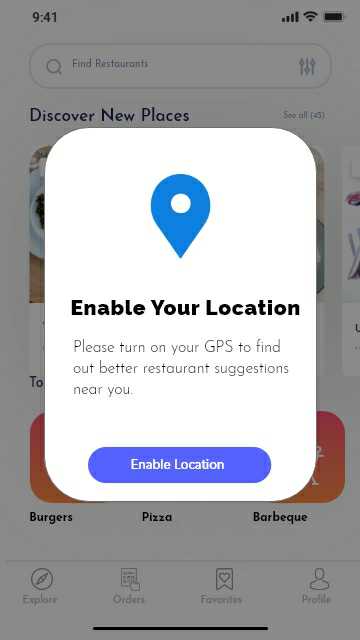 9:41
Find Restaurants
Discover New Places
See all (45)
Enable Your Location
Please turn on your GPS to find
out better restaurant suggestions
near you.
To
Enable Location
Burgers
Pizza
Barbeque
Explore
Orders
Favorites
Profile